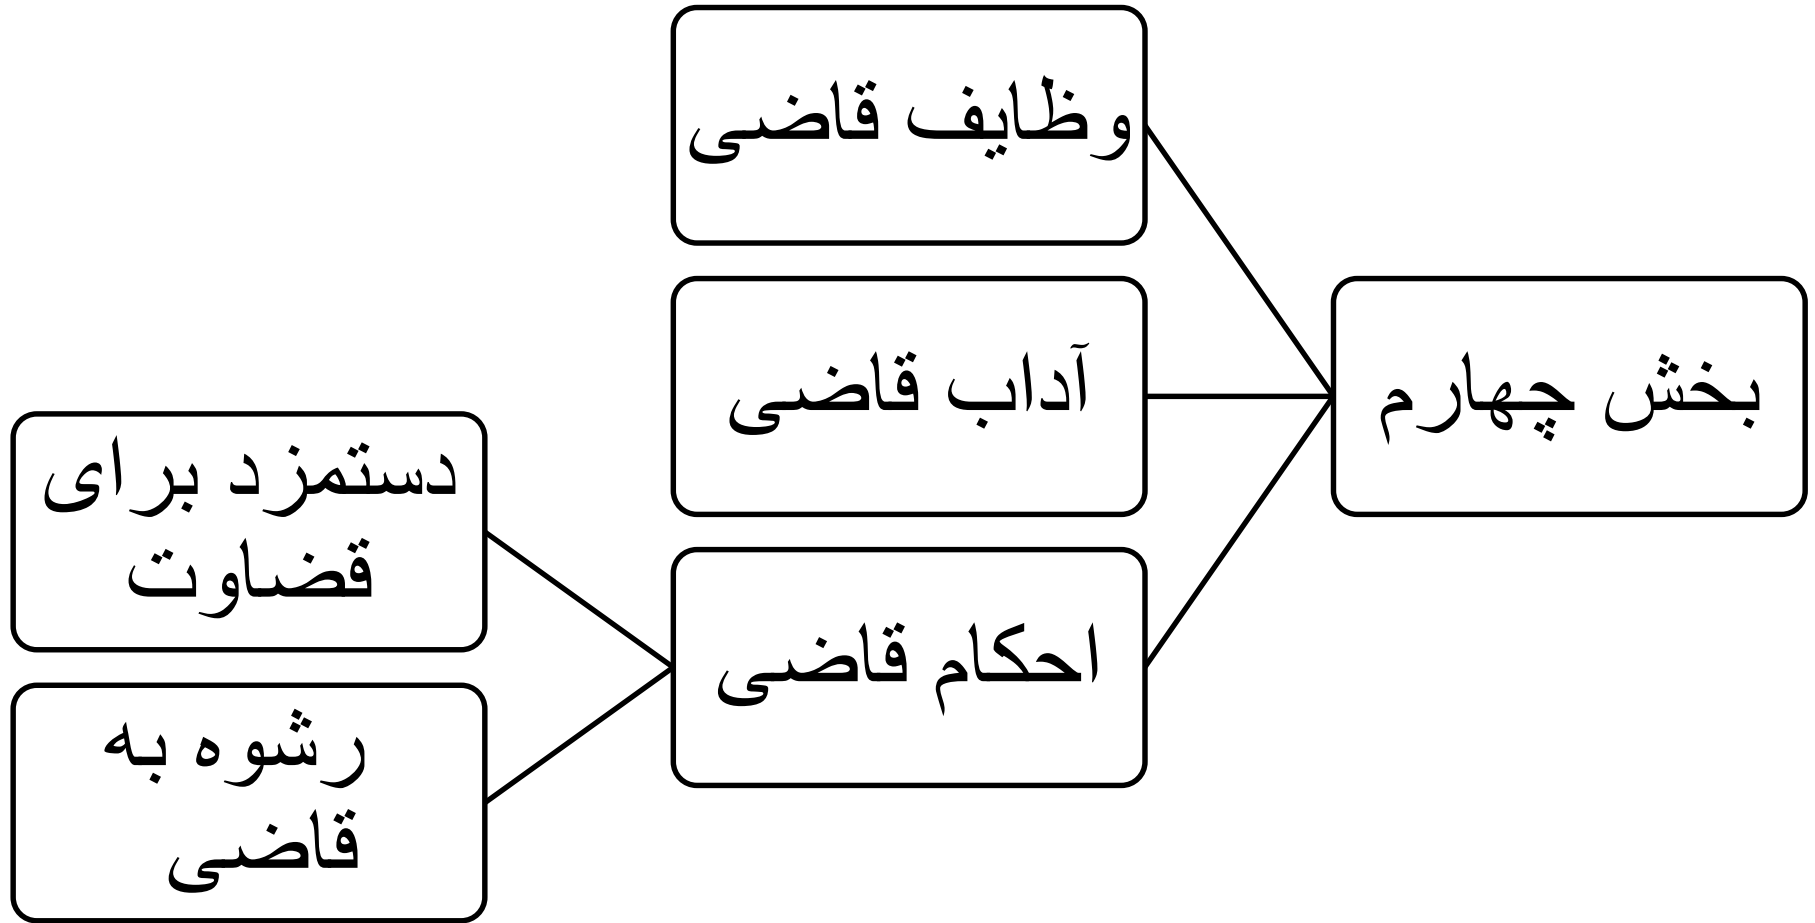 بخش چهارم
وظایف قاضی
آداب قاضی
احکام قاضی
دستمزد برای
قضاوت
رشوه به
قاضی